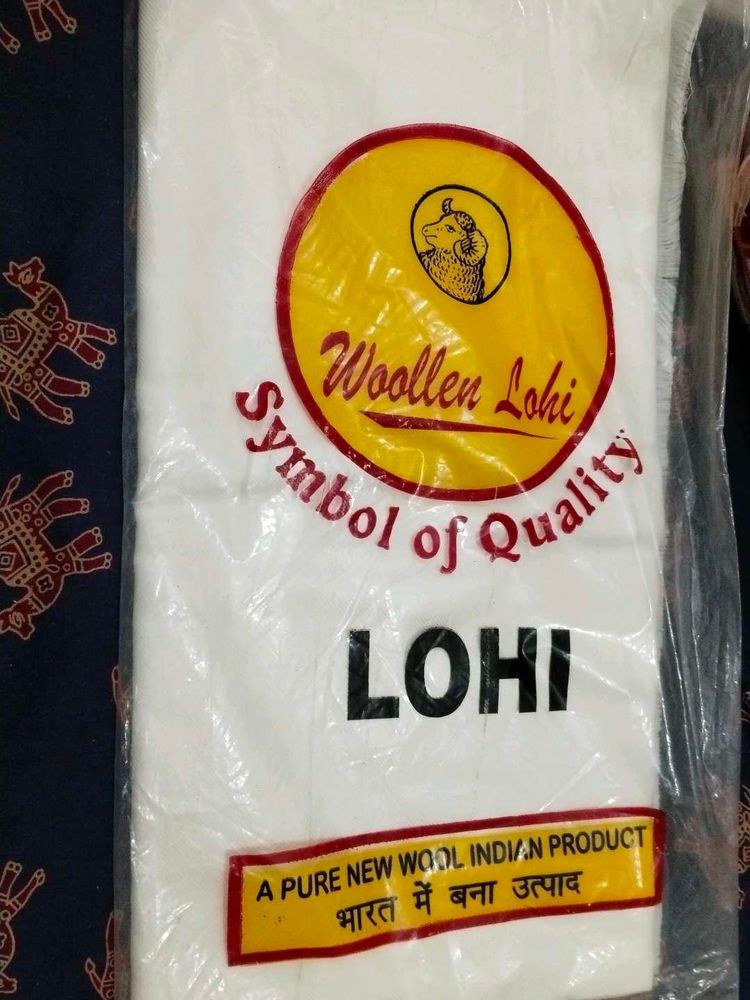 Woollen Lohi
Symbol of Quality
LOHI
A PURE NEW WOOL INDIAN PRODUCT
भारत में बना उत्पाद